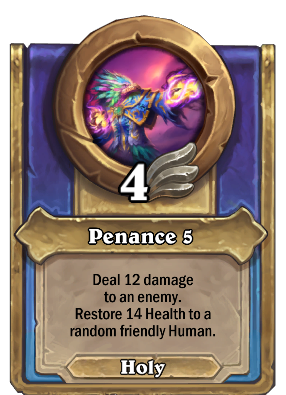 4
Penance 5
Deal 12 damage
to an enemy.
Restore 14 Health to a
random friendly Human.
Holy